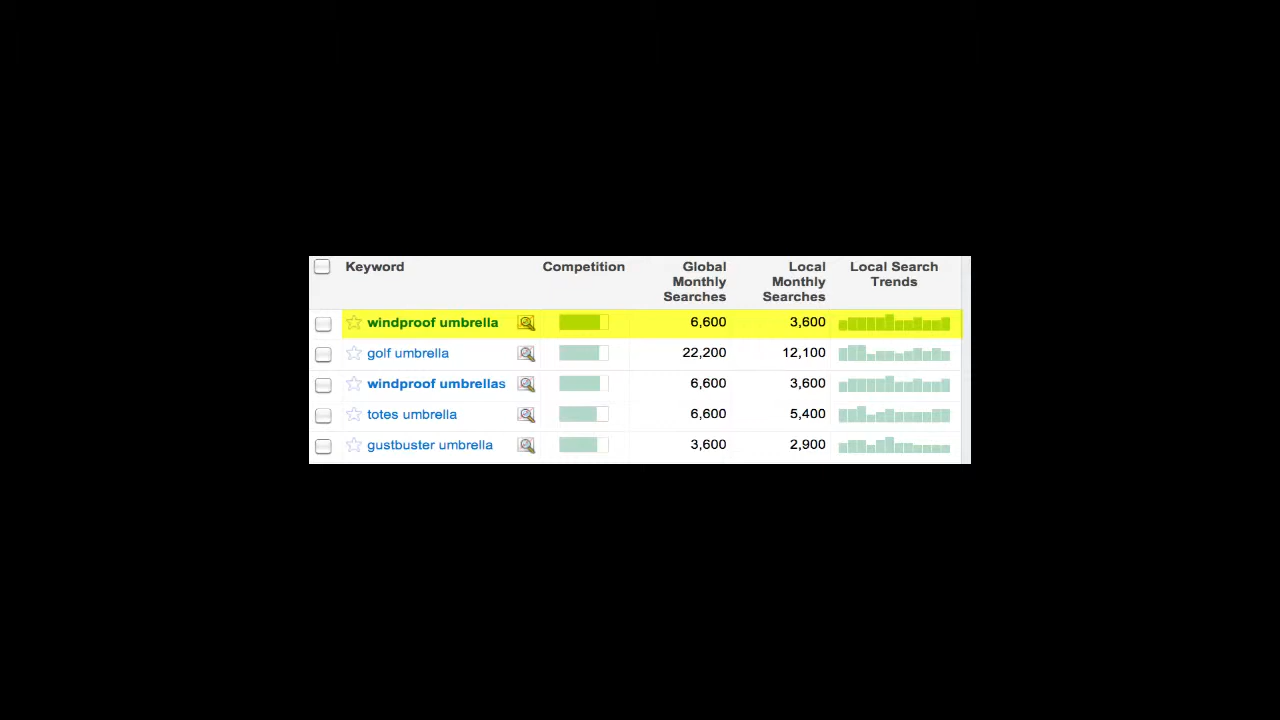 Keyword Competition Global Monthly Searches Local Monthly Searches Local Search Trends
windproof umbrella 6,600 3,600
golf umbrella 22,200 12,100
windproof umbrellas 6,600 3,600
totes umbrella 6,600 5,400
gustbuster umbrella 3,600 2,900